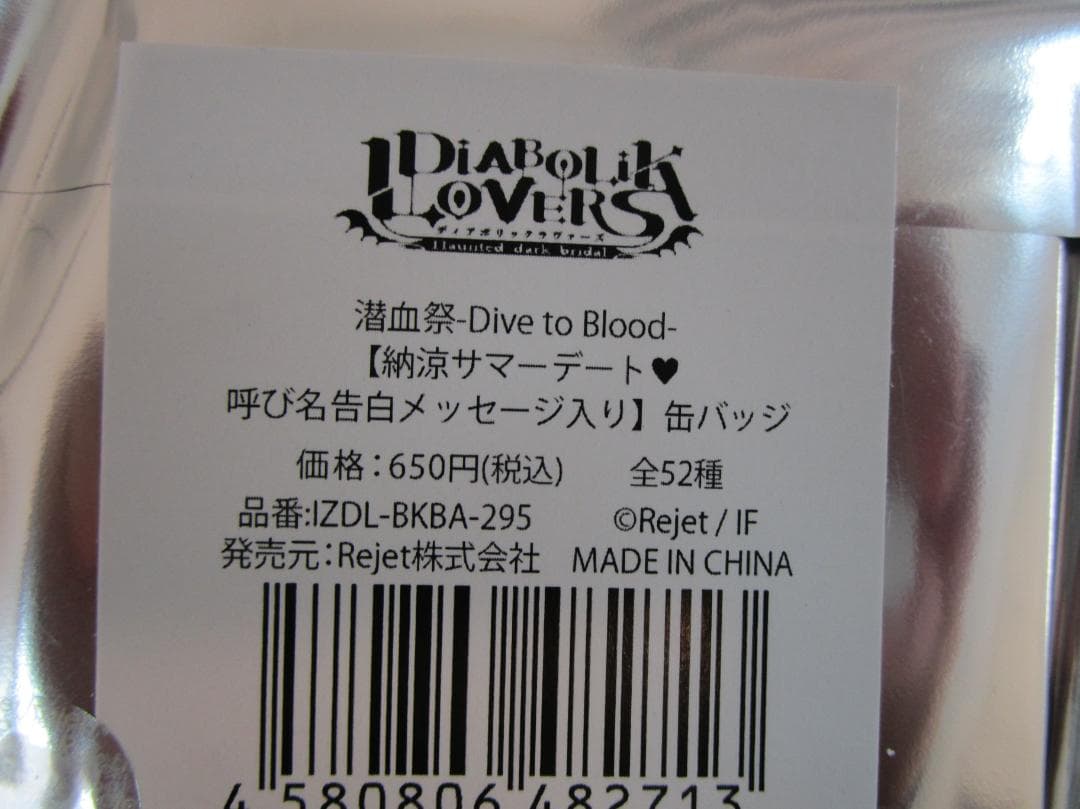 DIABOLIK
LOVERS
ディアボリックラヴァーズ
Haunted dark bridal
潜血祭-Dive to Blood-
【納涼サマーデート♥
呼び名告白メッセージ入り】缶バッジ
価格：650円(税込) 全52種
品番:IZDL-BKBA-295 ©Rejet / IF
発売元：Rejet株式会社 MADE IN CHINA
4 580806 482713